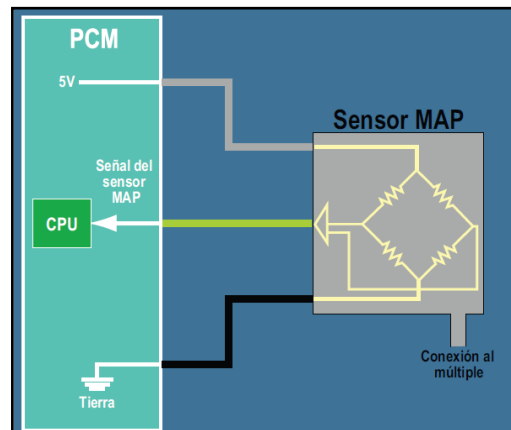 PCM
5V
Sensor MAP
Señal del
sensor
MAP
CPU
Conexión al
múltiple
Tierra